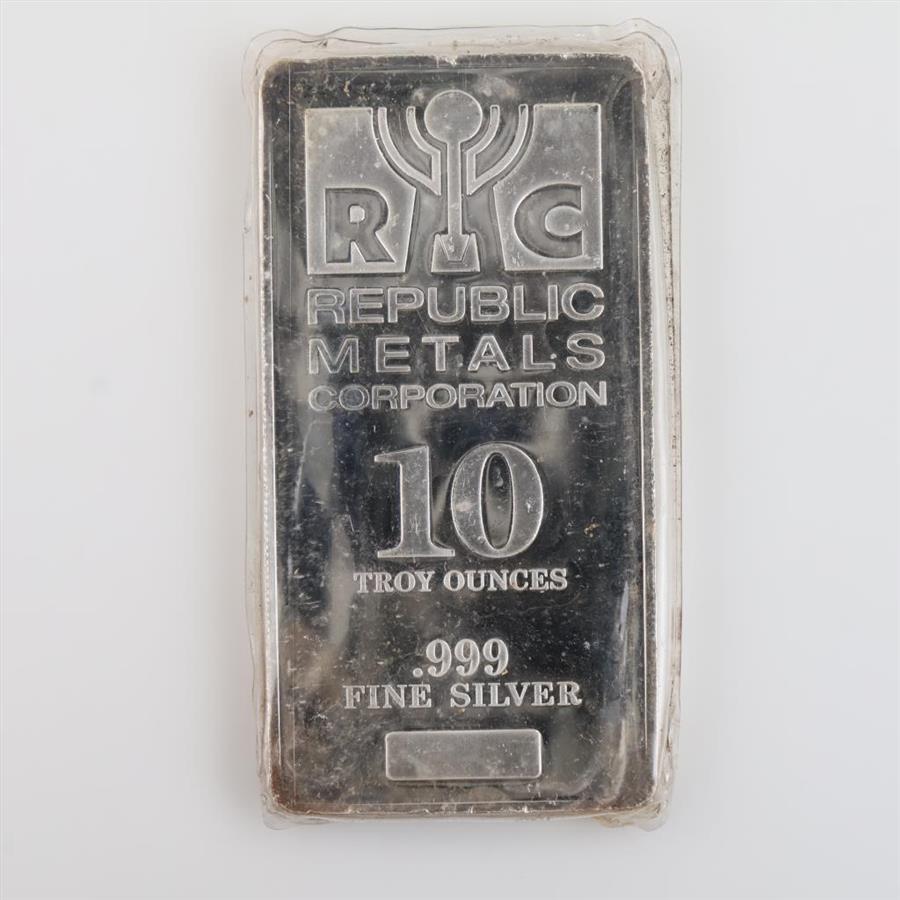 R C
REPUBLIC
METALS
CORPORATION
10
TROY OUNCES
.999
FINE SILVER